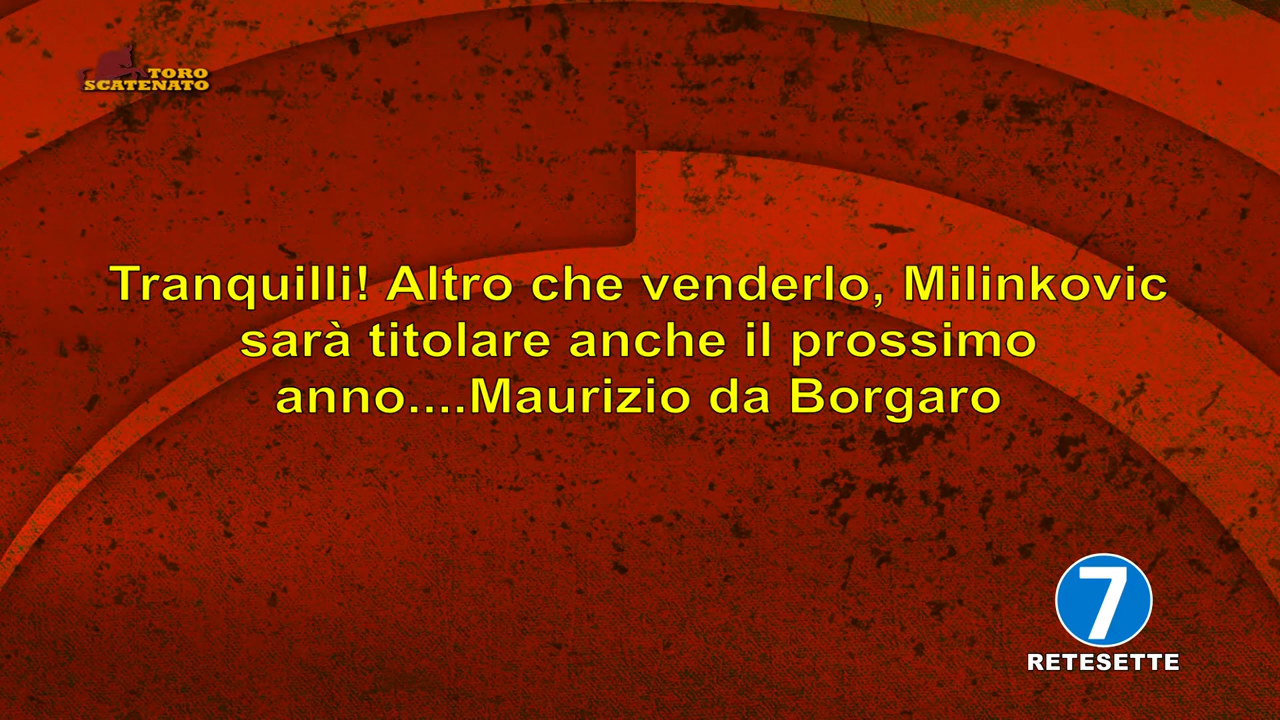 TORO
SCATENATO
Tranquilli! Altro che venderlo, Milinkovic
sarà titolare anche il prossimo
anno....Maurizio da Borgaro
7
RETESETTE